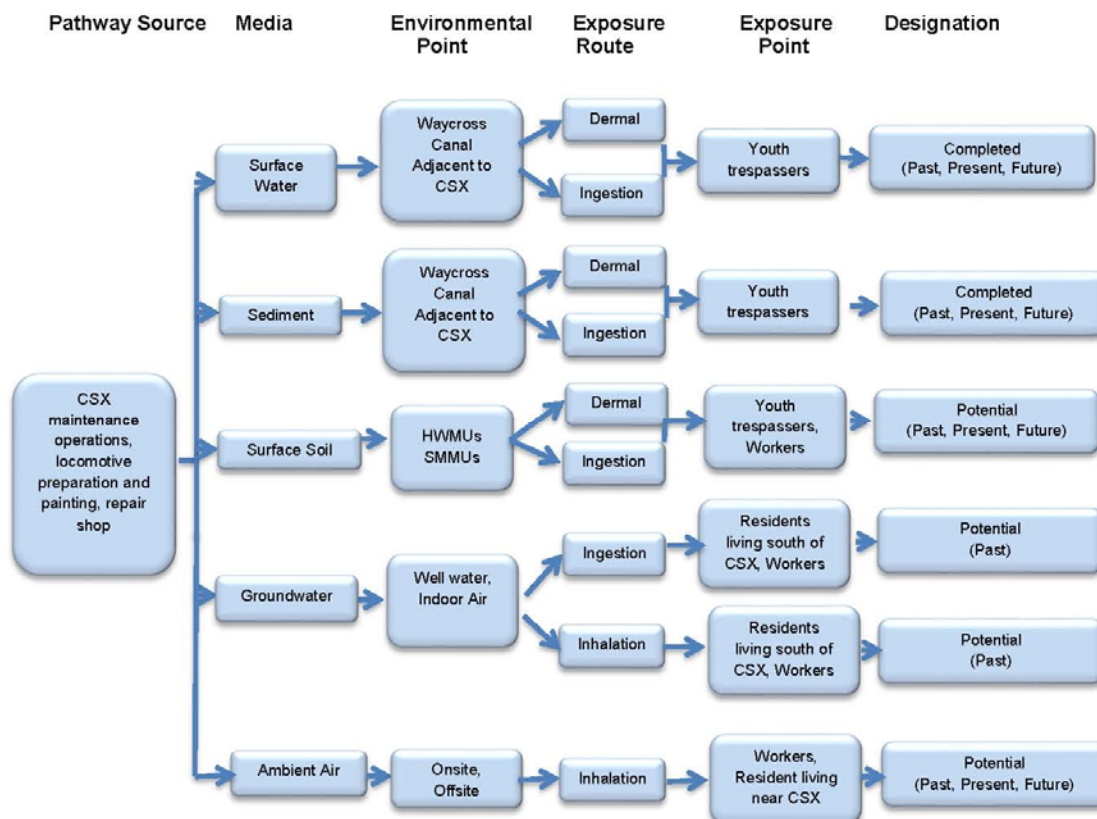 Pathway Source
Media
Environmental
Point
Exposure
Route
Exposure
Point
Designation
CSX
maintenance
operations,
locomotive
preparation and
painting, repair
shop
Surface
Water
Waycross
Canal
Adjacent to
CSX
Dermal
Ingestion
Youth
trespassers
Completed
(Past, Present, Future)
Sediment
Waycross
Canal
Adjacent to
CSX
Dermal
Ingestion
Youth
trespassers
Completed
(Past, Present, Future)
Surface Soil
HWMUs
SMMUs
Dermal
Ingestion
Youth
trespassers,
Workers
Potential
(Past, Present, Future)
Groundwater
Well water,
Indoor Air
Ingestion
Residents
living south of
CSX, Workers
Potential
(Past)
Inhalation
Residents
living south of
CSX, Workers
Potential
(Past)
Ambient Air
Onsite,
Offsite
Inhalation
Workers,
Resident living
near CSX
Potential
(Past, Present, Future)